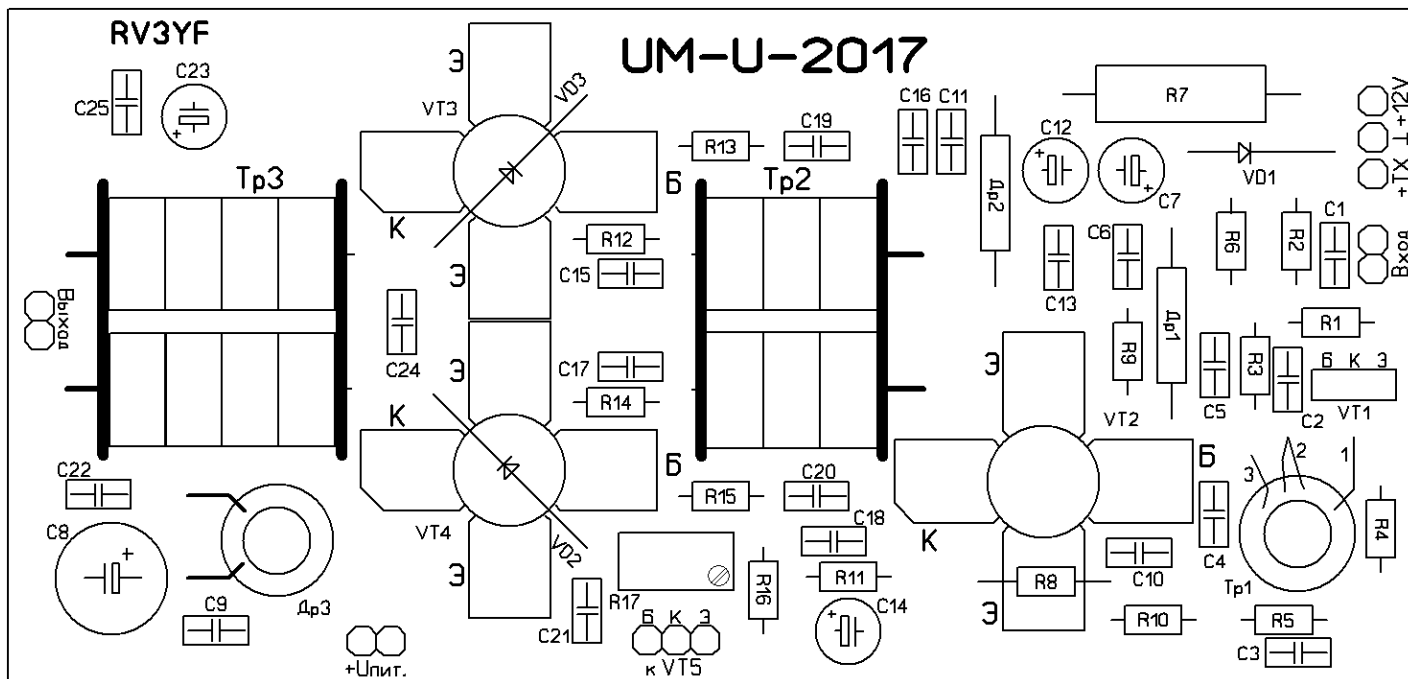 RV3YF
UM-U-2017
C23
C25
VT3
Э
VD3
C16
C11
R7
+12V
⊥
+TX
C12
C19
R13
Тр3
Тр2
Др2
VD1
C7
Б
К
R12
C15
Э
C6
R6
R2
C1
Вход
C13
Выход
Др1
R1
R9
C24
C17
Э
R14
К
Э
C5
R3
C2
Б К Э
VT1
VT2
Б
C22
R15
C20
Б
3
2
1
C8
VT4
VD2
C18
К
C4
R4
Э
R11
R8
C10
Тр1
Др3
C9
R17
R16
C14
Э
R10
R5
C21
Б К Э
к VT5
C3
+Uпит.